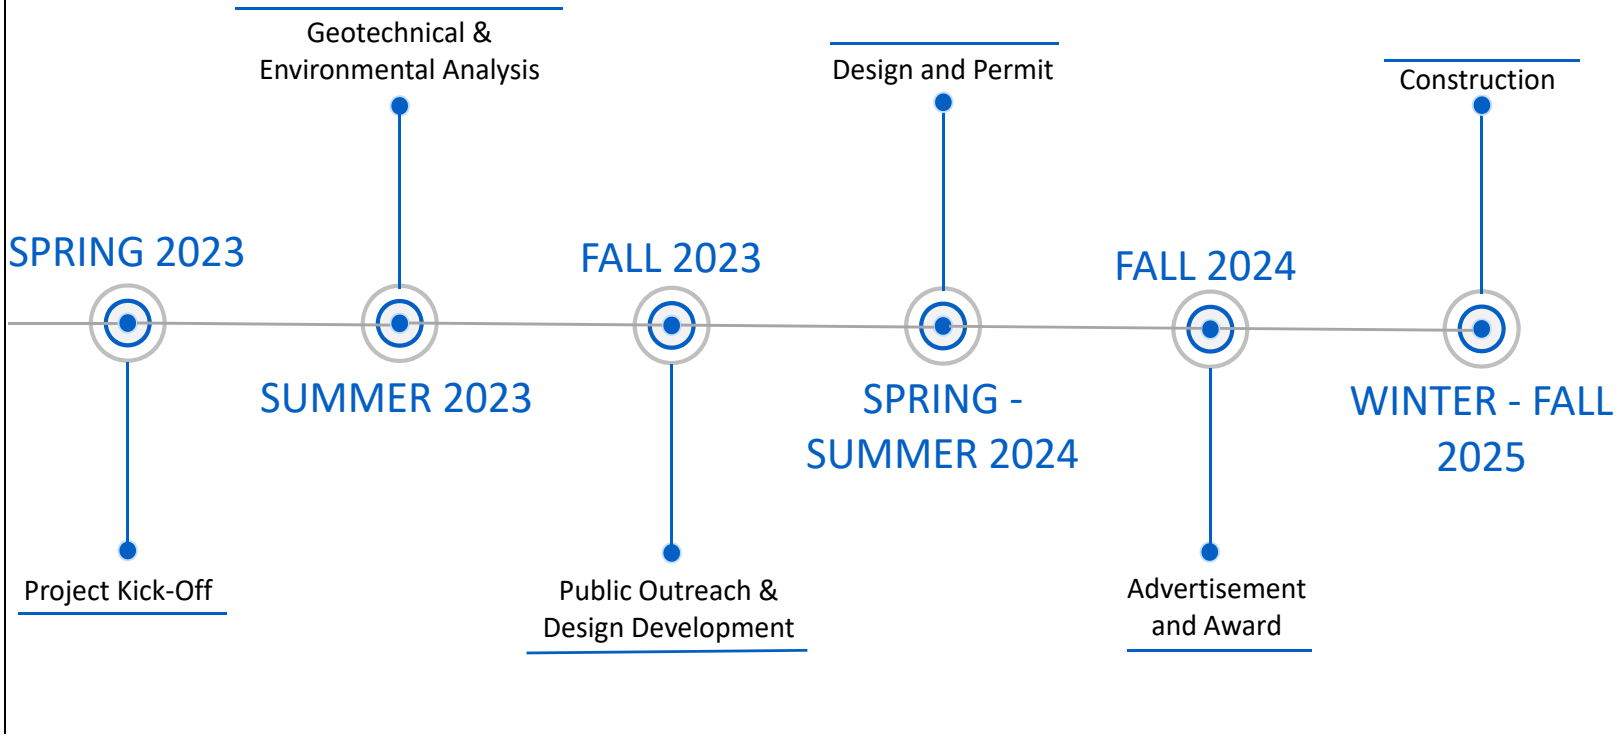 Geotechnical &
Environmental Analysis
Design and Permit
Construction
SPRING 2023
FALL 2023
FALL 2024
SUMMER 2023
SPRING -
SUMMER 2024
WINTER - FALL
2025
Project Kick-Off
Public Outreach &
Design Development
Advertisement
and Award